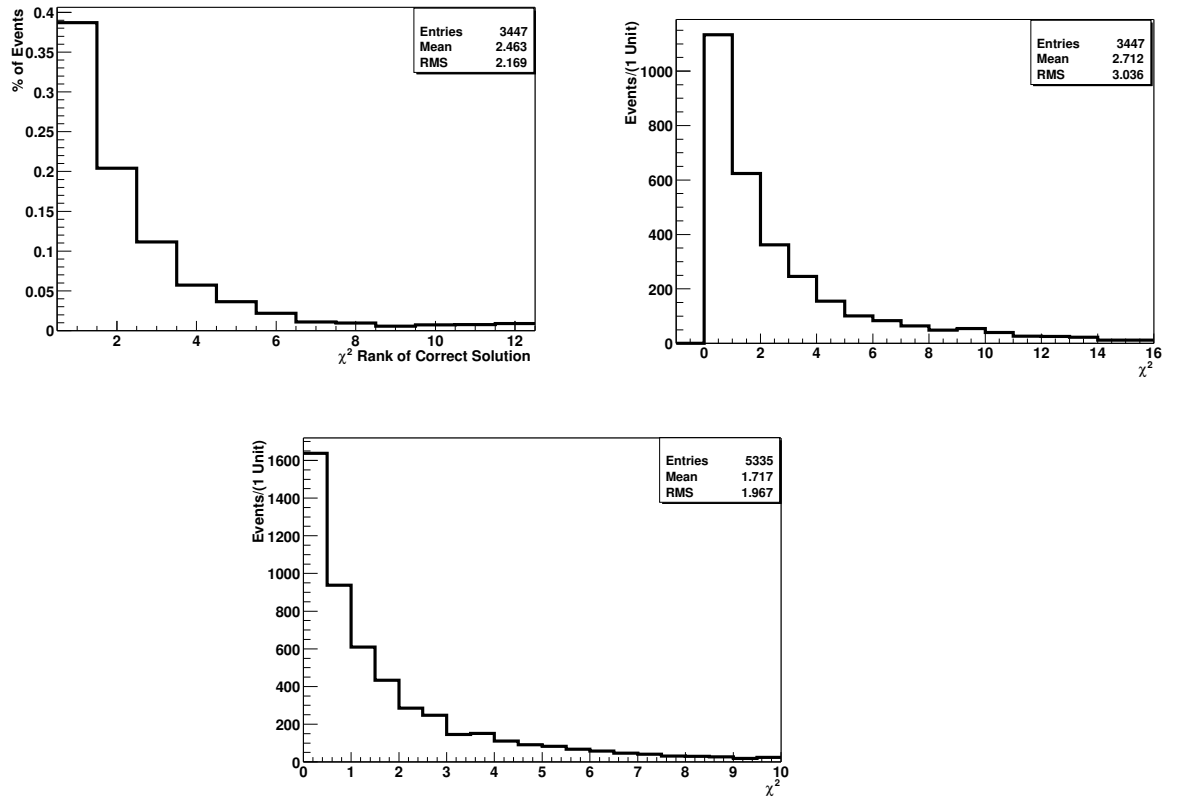 % of Events
0.4
0.35
0.3
0.25
0.2
0.15
0.1
0.05
0
2 4 6 8 10 12
χ² Rank of Correct Solution
Entries 3447
Mean 2.463
RMS 2.169
Events/(1 Unit)
1000
800
600
400
200
0
0 2 4 6 8 10 12 14 16
χ²
Entries 3447
Mean 2.712
RMS 3.036
Events/(1 Unit)
1600
1400
1200
1000
800
600
400
200
0
0 1 2 3 4 5 6 7 8 9 10
χ²
Entries 5335
Mean 1.717
RMS 1.967